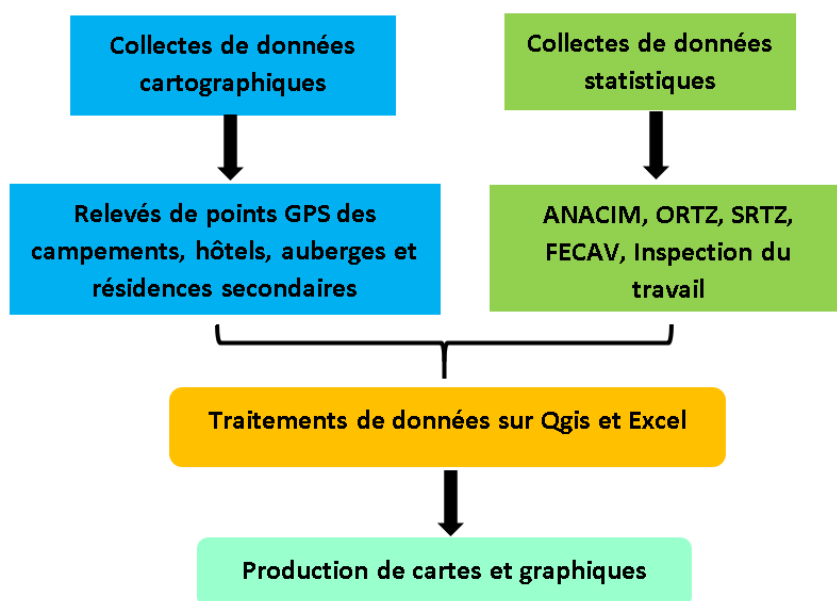 Collectes de données
cartographiques
Collectes de données
statistiques
Relevés de points GPS des
campements, hôtels, auberges et
résidences secondaires
ANACIM, ORTZ, SRTZ,
FECAV, Inspection du
travail
Traitements de données sur Qgis et Excel
Production de cartes et graphiques